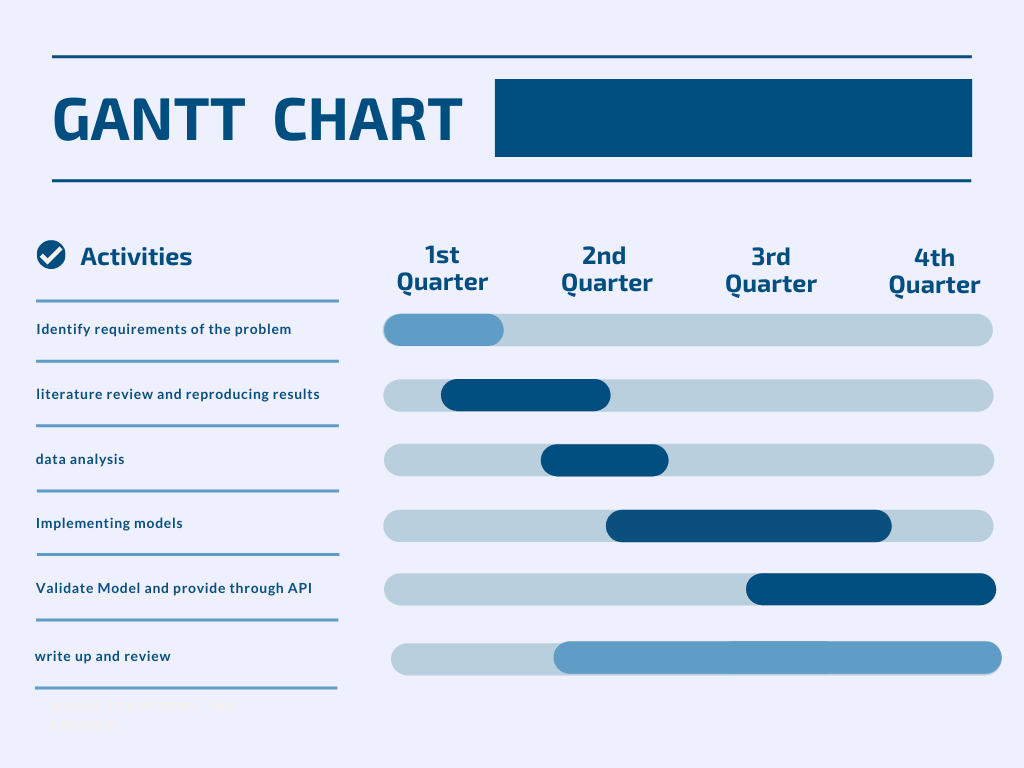 GANTT CHART
Activities
1st Quarter
2nd Quarter
3rd Quarter
4th Quarter
Identify requirements of the problem
literature review and reproducing results
data analysis
Implementing models
Validate Model and provide through API
write up and review